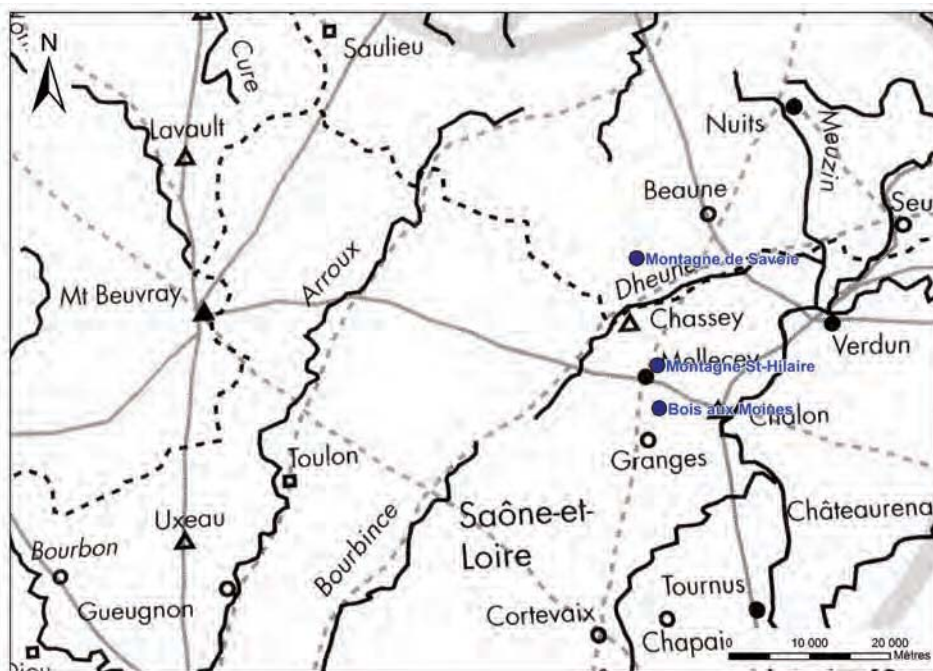 N
Cure
Saulieu
Lavault
Nuits
Meuzin
Beaune
Seu
Montagne de Savoie
Arroux
Dheune
Mt Beuvray
Chassey
Verdun
Mellecey
Montagne St-Hilaire
Bois aux Moines
Chalon
Toulon
Granges
Saône-et-
Loire
Châteaurena
Uxeau
Bourbince
Bourbon
Gueugnon
Tournus
Cortevaix
Chapaic
0 10 000 20 000
Mètres